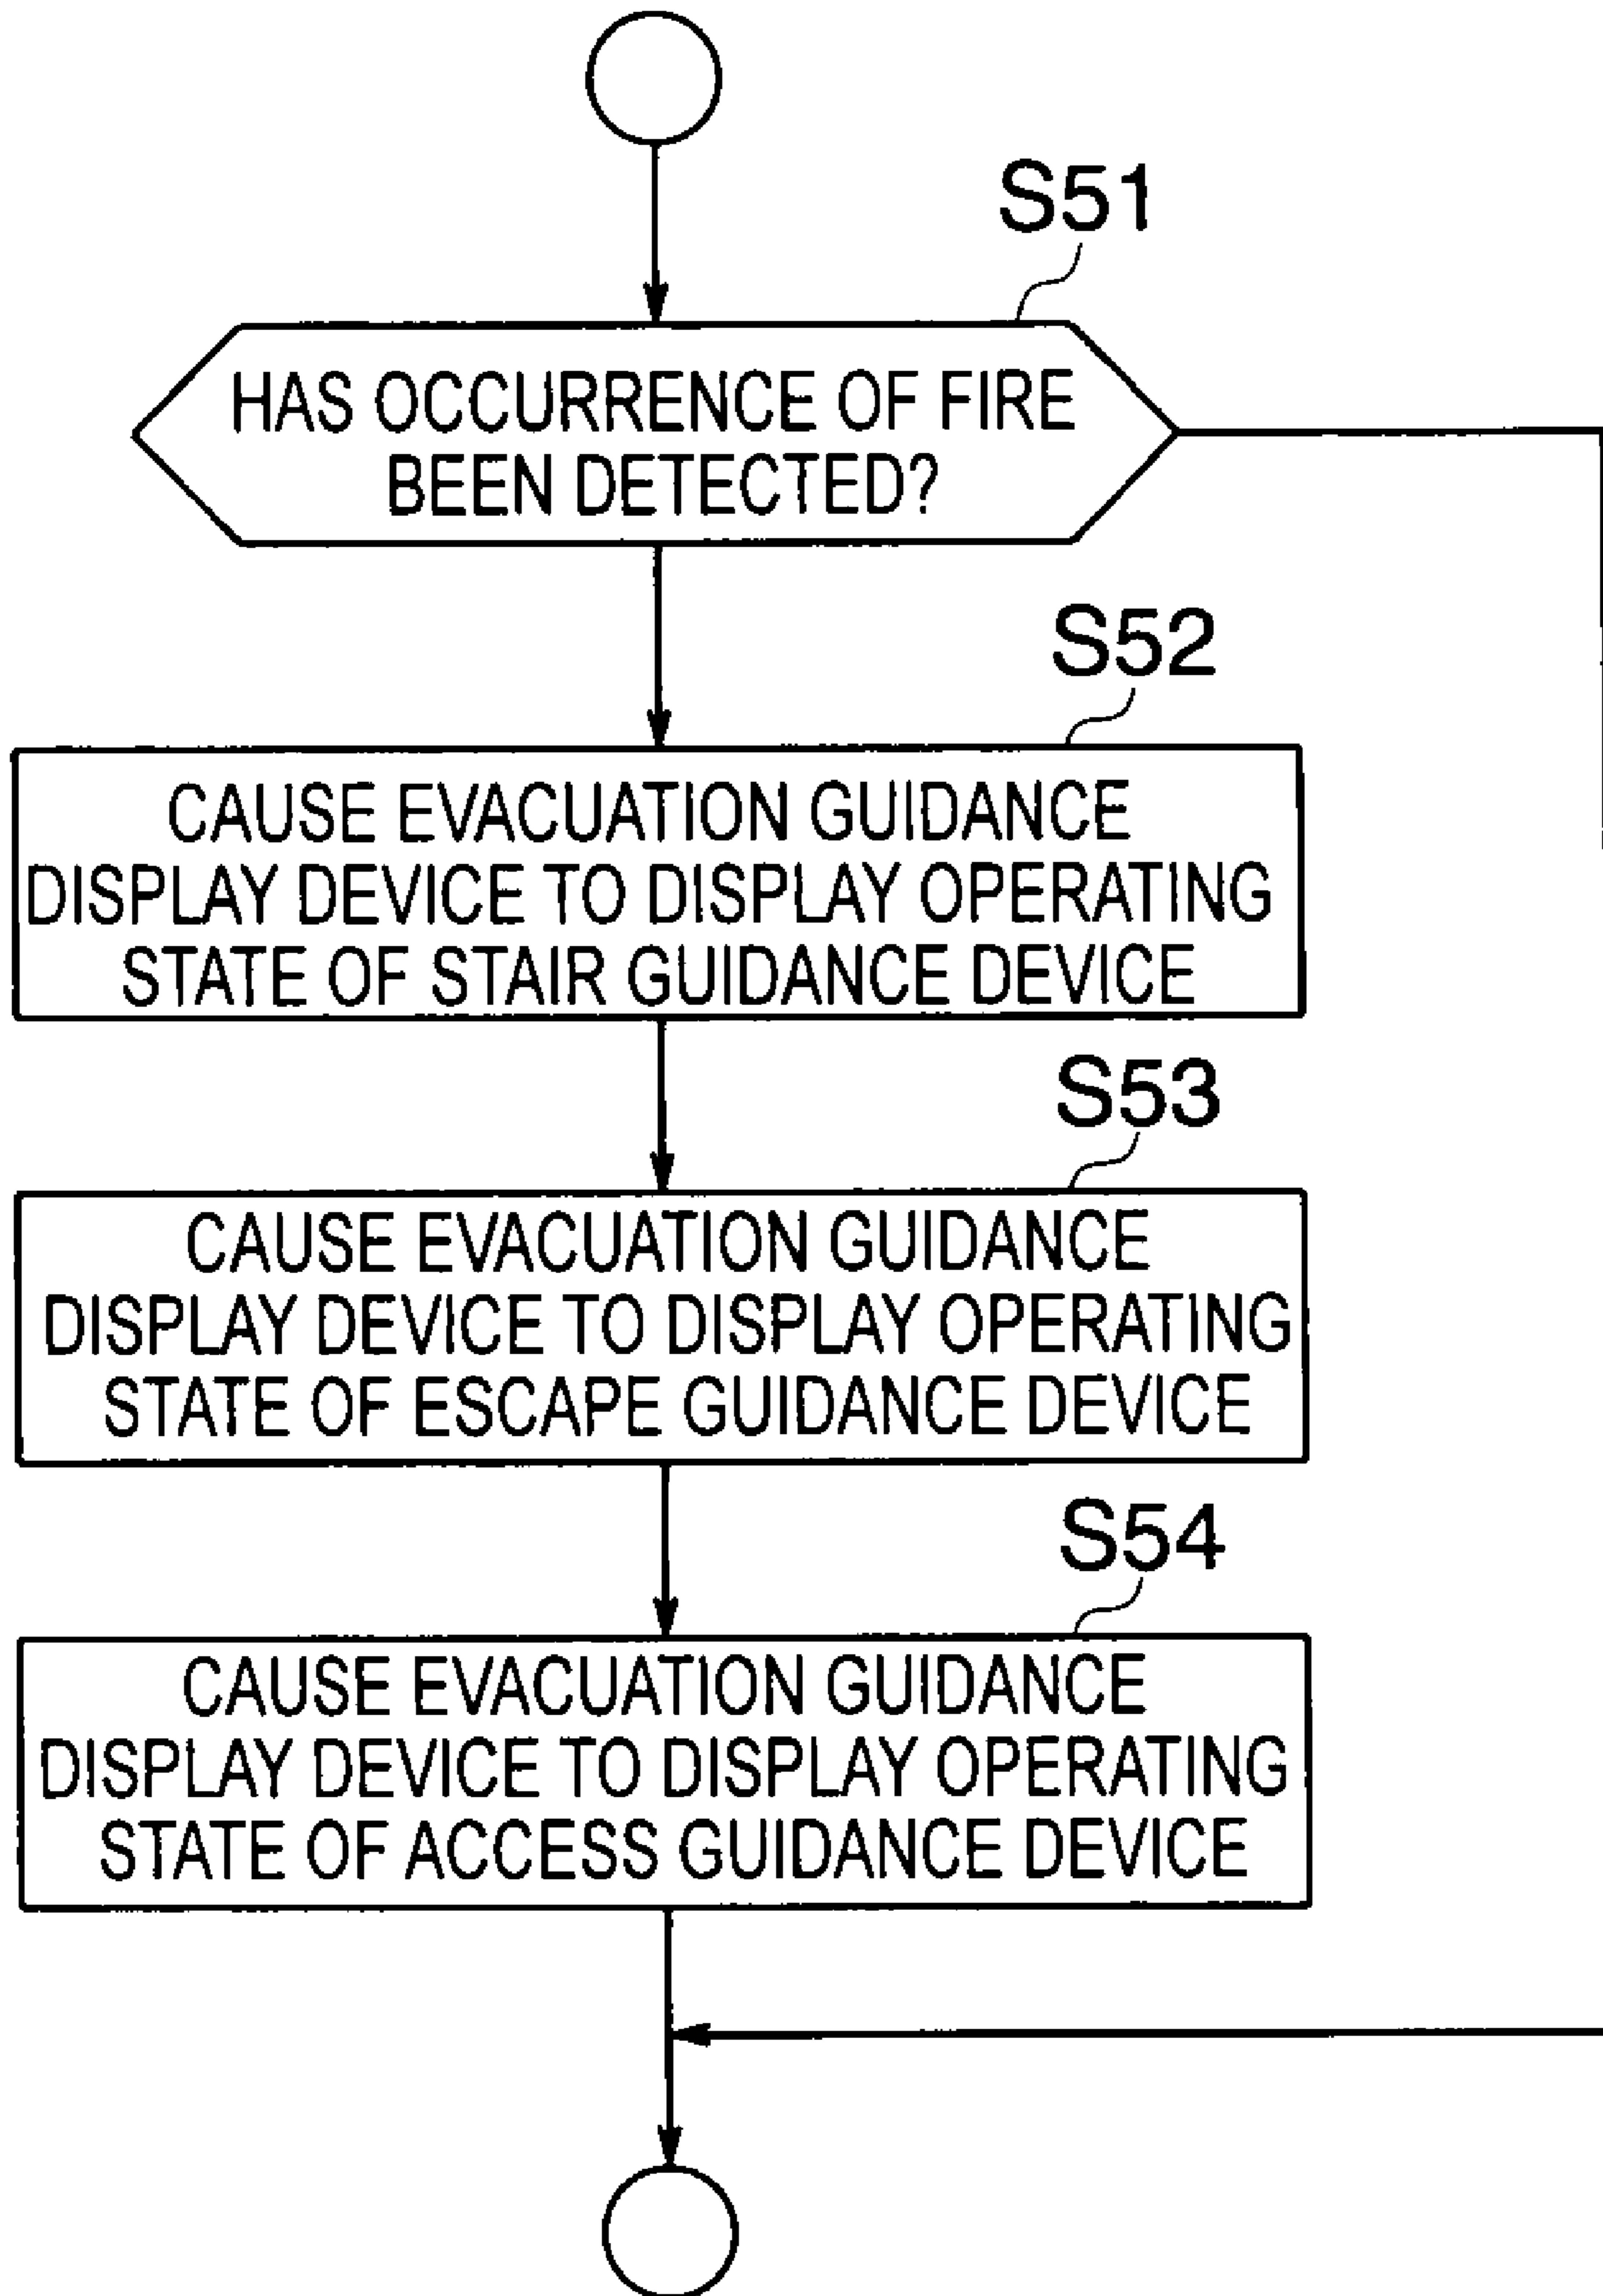 S51
HAS OCCURRENCE OF FIRE
BEEN DETECTED?
S52
CAUSE EVACUATION GUIDANCE
DISPLAY DEVICE TO DISPLAY OPERATING
STATE OF STAIR GUIDANCE DEVICE
S53
CAUSE EVACUATION GUIDANCE
DISPLAY DEVICE TO DISPLAY OPERATING
STATE OF ESCAPE GUIDANCE DEVICE
S54
CAUSE EVACUATION GUIDANCE
DISPLAY DEVICE TO DISPLAY OPERATING
STATE OF ACCESS GUIDANCE DEVICE